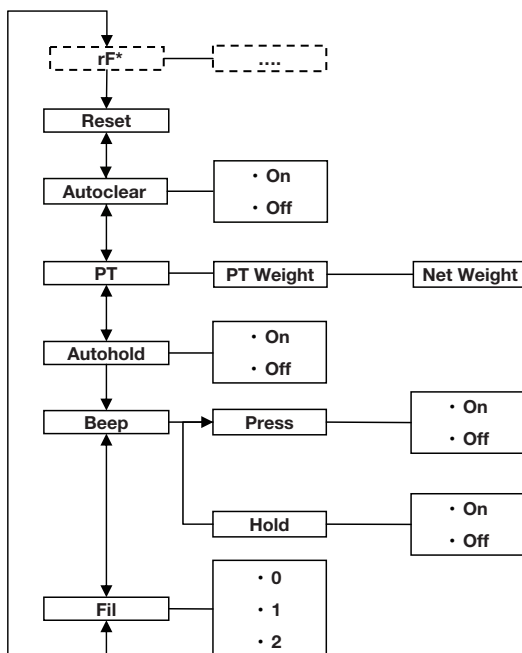 rF*
....
Reset
Autoclear
• On
• Off
PT
PT Weight
Net Weight
Autohold
• On
• Off
Beep
Press
• On
• Off
Hold
• On
• Off
Fil
• 0
• 1
• 2